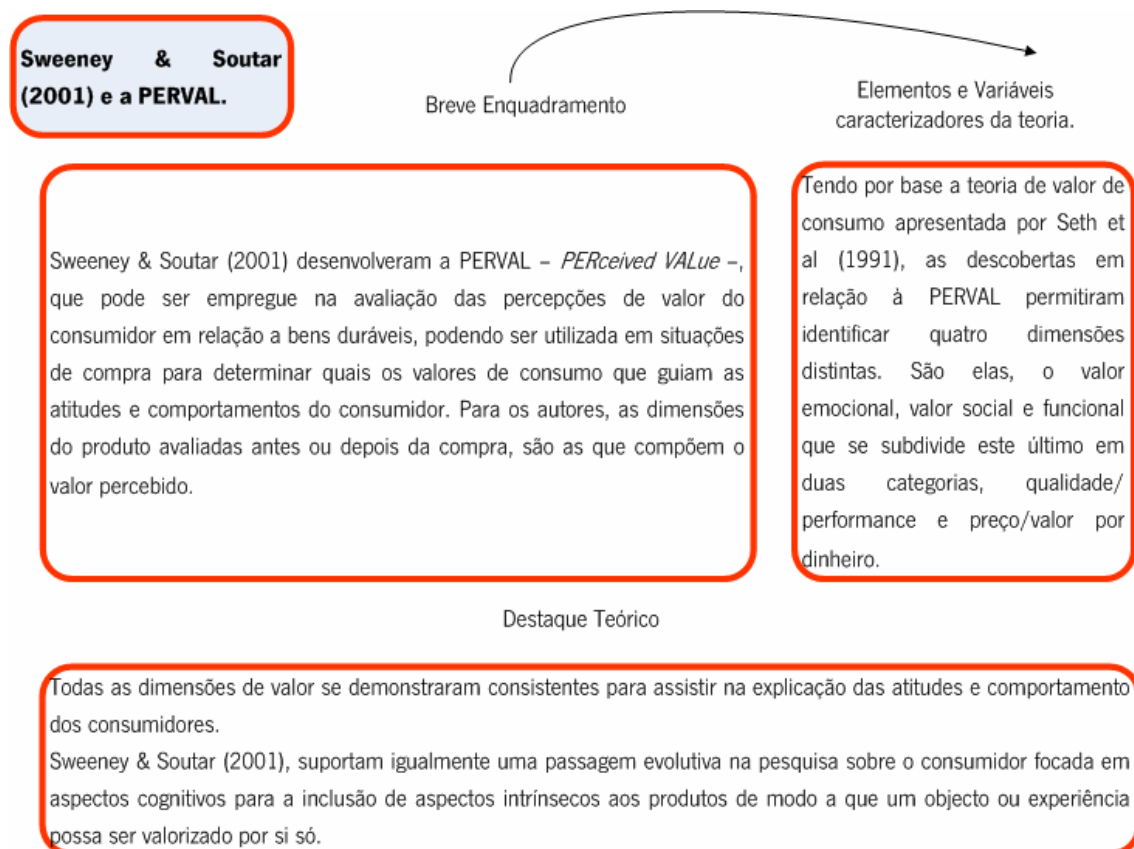 Sweeney & Soutar
(2001) e a PERVAL.
Breve Enquadramento
Elementos e Variáveis
caracterizadores da teoria.
Sweeney & Soutar (2001) desenvolveram a PERVAL – PERceived VALue –,
que pode ser empregue na avaliação das percepções de valor do
consumidor em relação a bens duráveis, podendo ser utilizada em situações
de compra para determinar quais os valores de consumo que guiam as
atitudes e comportamentos do consumidor. Para os autores, as dimensões
do produto avaliadas antes ou depois da compra, são as que compõem o
valor percebido.
Tendo por base a teoria de valor de
consumo apresentada por Seth et
al (1991), as descobertas em
relação à PERVAL permitiram
identificar quatro dimensões
distintas. São elas, o valor
emocional, valor social e funcional
que se subdivide este último em
duas categorias, qualidade/
performance e preço/valor por
dinheiro.
Destaque Teórico
Todas as dimensões de valor se demonstraram consistentes para assistir na explicação das atitudes e comportamento
dos consumidores.
Sweeney & Soutar (2001), suportam igualmente uma passagem evolutiva na pesquisa sobre o consumidor focada em
aspectos cognitivos para a inclusão de aspectos intrínsecos aos produtos de modo a que um objecto ou experiência
possa ser valorizado por si só.